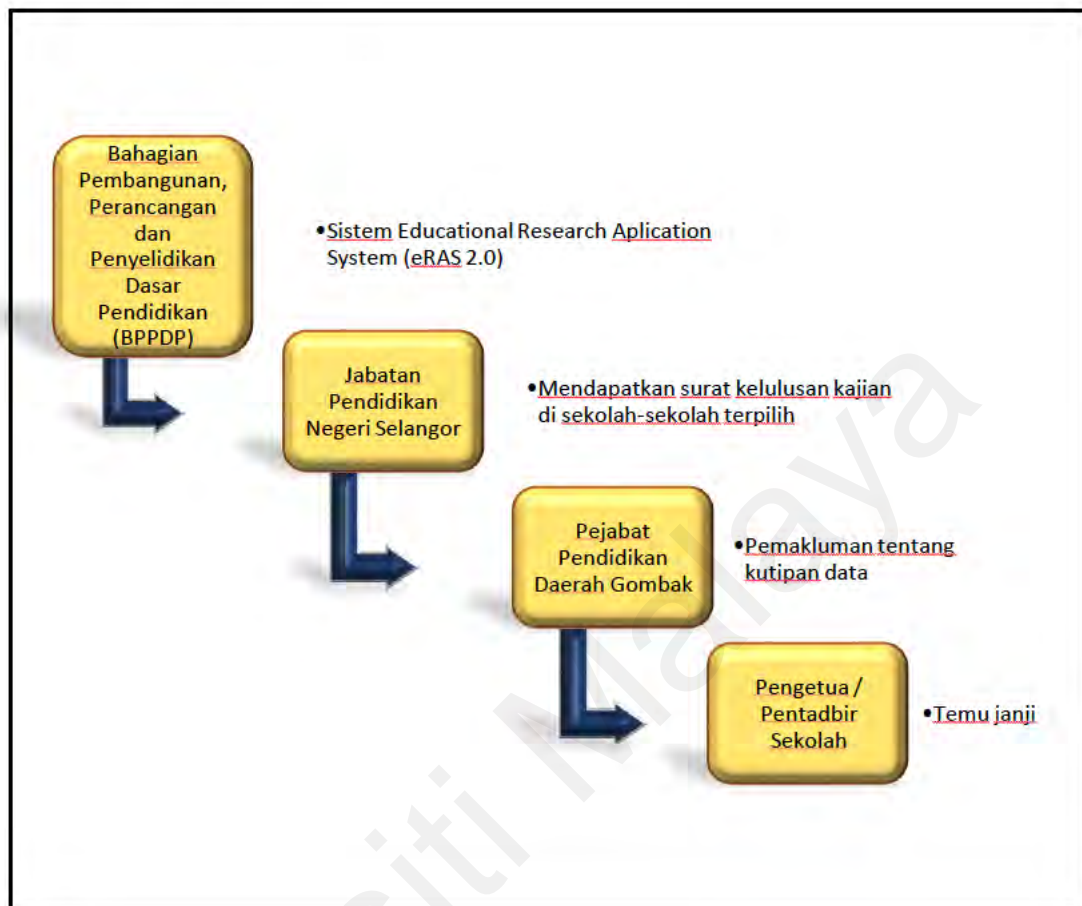 Bahagian
Pembangunan,
Perancangan
dan
Penyelidikan
Dasar
Pendidikan
(BPPDP)
•Sistem Educational Research Aplication
System (eRAS 2.0)
Jabatan
Pendidikan
Negeri Selangor
•Mendapatkan surat kelulusan kajian
di sekolah-sekolah terpilih
Pejabat
Pendidikan
Daerah Gombak
•Pemakluman tentang
kutipan data
Pengetua /
Pentadbir
Sekolah
•Temu janji
siti Malaya